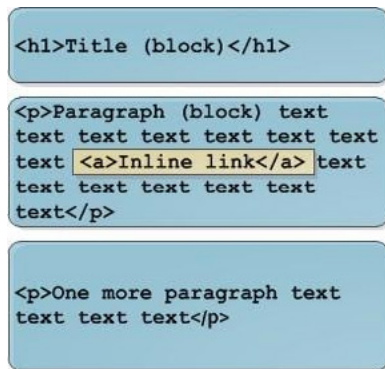 <h1>Title (block)</h1>
<p>Paragraph (block) text
text text text text text text
text <a>Inline link</a> text
text text text text text
text</p>
<p>One more paragraph text
text text text</p>